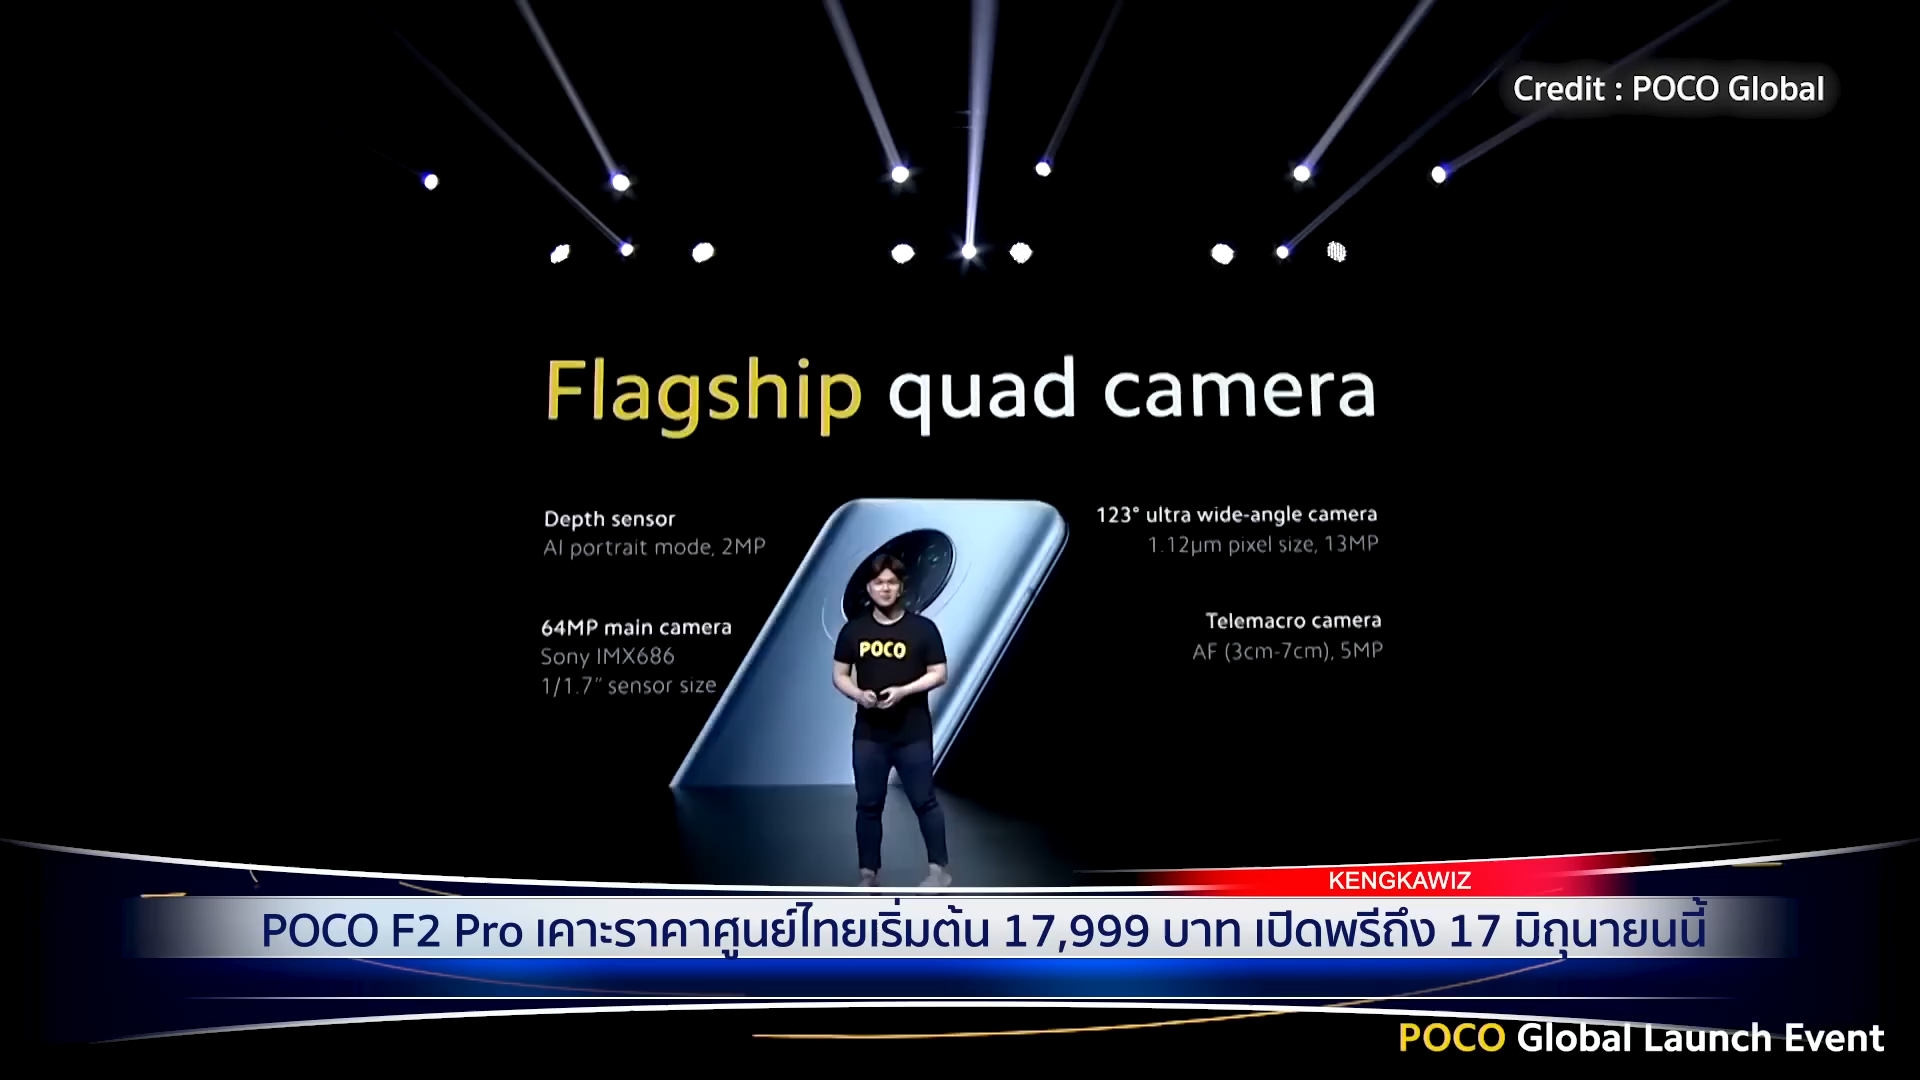 Credit : POCO Global
Flagship quad camera
Depth sensor
AI portrait mode, 2MP
64MP main camera
Sony IMX686
1/1.7" sensor size
123° ultra wide-angle camera
1.12μm pixel size, 13MP
Telemacro camera
AF (3cm-7cm), 5MP
POCO
KENGKAWIZ
POCO F2 Pro เคาะราคาศูนย์ไทยเริ่มต้น 17,999 บาท เปิดพรีถึง 17 มิถุนายนนี้
POCO Global Launch Event